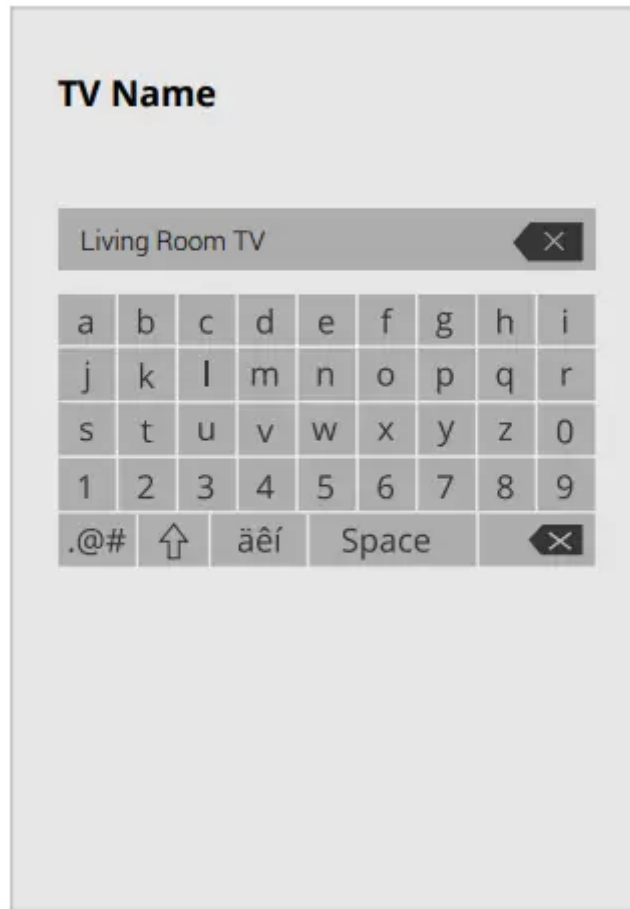 TV Name
Living Room TV
a b c d e f g h i
j k l m n o p q r
s t u v w x y z 0
1 2 3 4 5 6 7 8 9
.@# äêí Space